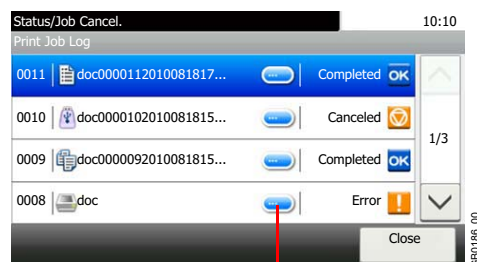 Status/Job Cancel. 10:10
Print Job Log
0011 doc0000112010081817... Completed OK
0010 doc0000102010081815... Canceled
1/3
0009 doc0000092010081815... Completed OK
0008 doc ... Error !
Close